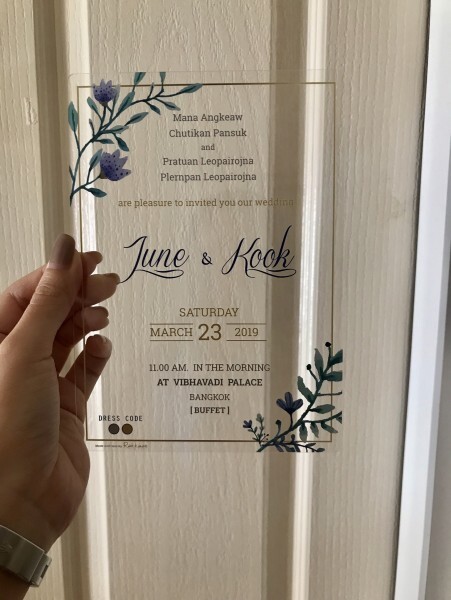 Mana Angkeaw
Chutikan Pansuk
and
Pratuan Leopairojna
Plernpan Leopairojna
are pleasure to invited you our wedding
June & Kook
SATURDAY
MARCH 23 2019
11.00 AM. IN THE MORNING
AT VIBHAVADI PALACE
BANGKOK
[ BUFFET ]
DRESS CODE